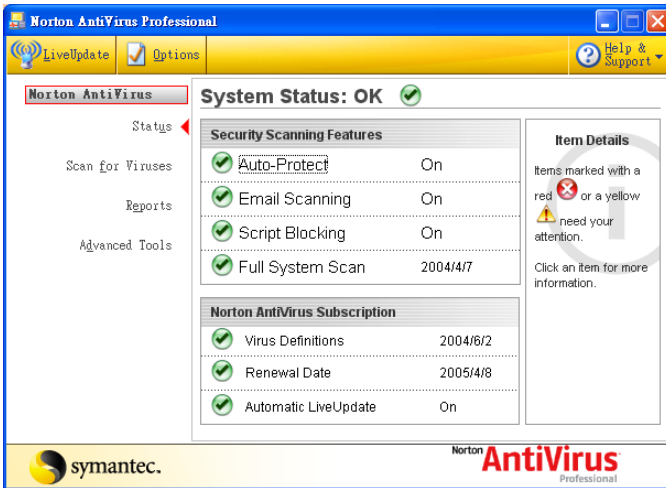 Norton AntiVirus Professional
LiveUpdate
Options
Help &
Support
Norton AntiVirus
Status
Scan for Viruses
Reports
Advanced Tools
System Status: OK
Security Scanning Features
Auto-Protect On
Email Scanning On
Script Blocking On
Full System Scan 2004/4/7
Norton AntiVirus Subscription
Virus Definitions 2004/6/2
Renewal Date 2005/4/8
Automatic LiveUpdate On
Item Details
Items marked with a
red or a yellow
need your
attention.
Click an item for more
information.
symantec.
Norton AntiVirus
Professional